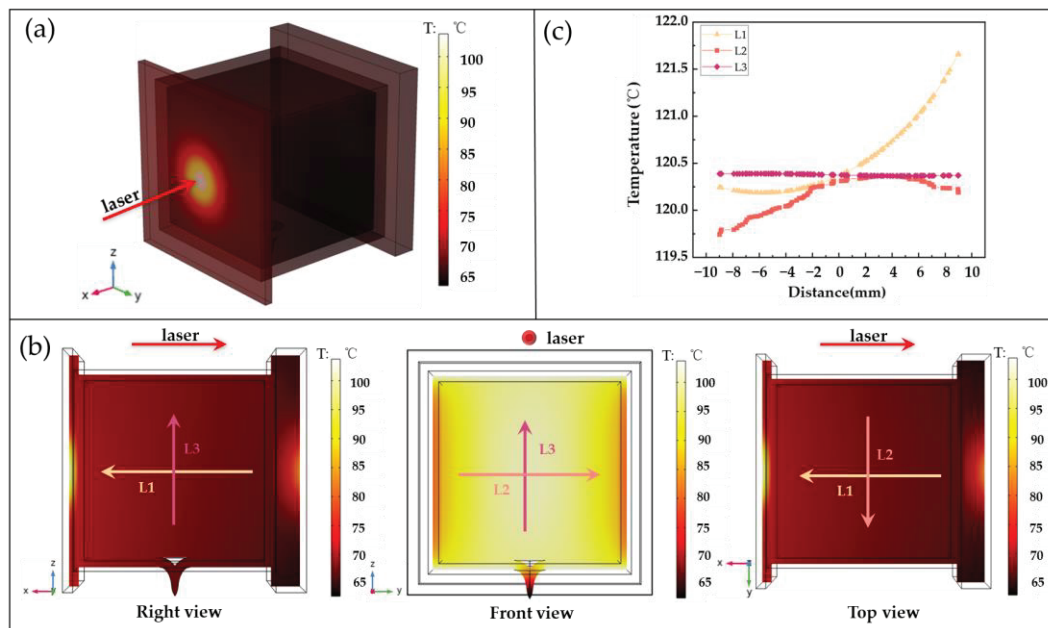 (a)
T: ℃
100
95
90
85
80
75
70
65
laser
z
x
y
(c)
122.0
121.5
121.0
120.5
120.0
119.5
Temperature(℃)
L1
L2
L3
−10 −8 −6 −4 −2 0 2 4 6 8 10
Distance(mm)
(b)
laser
T: ℃
100
95
90
85
80
75
70
65
L3
L1
z
x
Right view
laser
T: ℃
100
95
90
85
80
75
70
65
L3
L2
z
y
Front view
laser
T: ℃
100
95
90
85
80
75
70
65
L2
L1
x
y
Top view